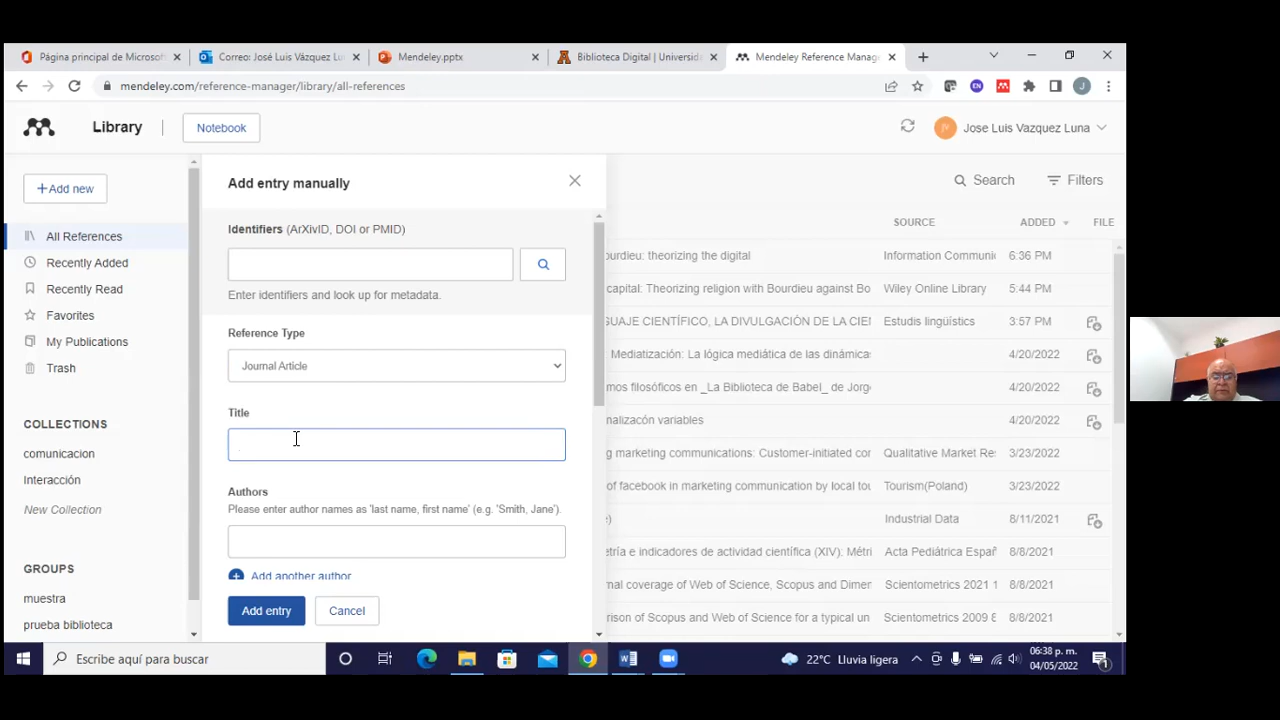 Página principal de Microsof
Correo: José Luis Vázquez Lu
Mendeley.pptx
Biblioteca Digital | Universida
Mendeley Reference Manag
mendeley.com/reference-manager/library/all-references
EN
J
Library
Notebook
Jose Luis Vazquez Luna
+Add new
Add entry manually
Search
Filters
All References
Recently Added
Recently Read
Favorites
My Publications
Trash
COLLECTIONS
comunicacion
Interacción
New Collection
GROUPS
muestra
prueba biblioteca
Identifiers (ArXivID, DOI or PMID)
Enter identifiers and look up for metadata.
Reference Type
Journal Article
Title
Authors
Please enter author names as 'last name, first name' (e.g. 'Smith, Jane').
Add another author
Add entry
Cancel
SOURCE ADDED FILE
ourdieu: theorizing the digital Information Communic 6:36 PM
capital: Theorizing religion with Bourdieu against Bo Wiley Online Library 5:44 PM
GUAJE CIENTÍFICO, LA DIVULGACIÓN DE LA CIEN Estudis lingüístics 3:57 PM
Mediatización: La lógica mediática de las dinámicas 4/20/2022
mos filosóficos en _La Biblioteca de Babel_ de Jorg 4/20/2022
nalizacón variables 4/20/2022
g marketing communications: Customer-initiated con Qualitative Market Res 3/23/2022
of facebook in marketing communication by local tou Tourism(Poland) 3/23/2022
e) Industrial Data 8/11/2021
etría e indicadores de actividad científica (XIV): Métri Acta Pediátrica Españ 8/8/2021
nal coverage of Web of Science, Scopus and Dimen Scientometrics 2021 1 8/8/2021
rison of Scopus and Web of Science for a typical un Scientometrics 2009 8 8/8/2021
Escribe aquí para buscar
22°C Lluvia ligera
06:38 p. m.
04/05/2022
1